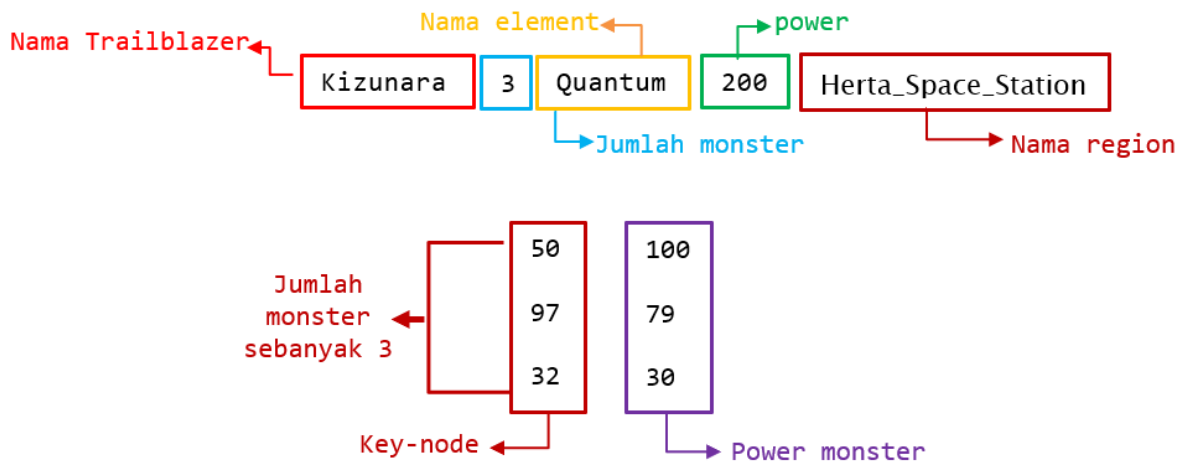 Nama element
power
Nama Trailblazer
Kizunara 3 Quantum 200 Herta_Space_Station
Jumlah monster
Nama region
50 100
Jumlah
monster
sebanyak 3
97 79
32 30
Key-node
Power monster